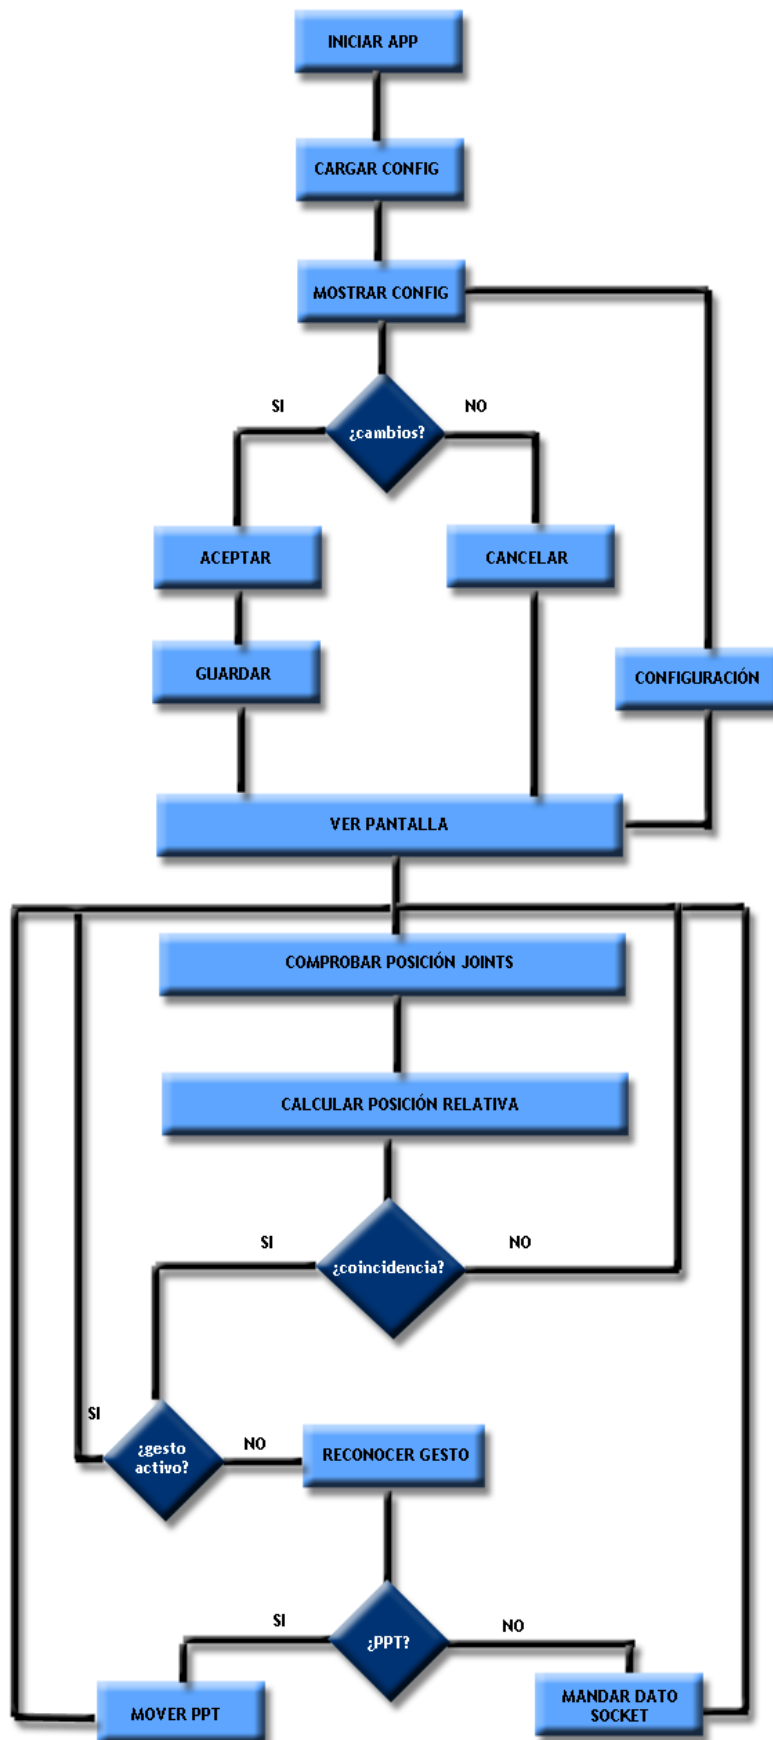 INICIAR APP
CARGAR CONFIG
MOSTRAR CONFIG
SI
NO
¿cambios?
ACEPTAR
CANCELAR
GUARDAR
CONFIGURACIÓN
VER PANTALLA
COMPROBAR POSICIÓN JOINTS
CALCULAR POSICIÓN RELATIVA
SI
NO
¿coincidencia?
SI
¿gesto
activo?
NO
RECONOCER GESTO
SI
NO
¿PPT?
MOVER PPT
MANDAR DATO
SOCKET